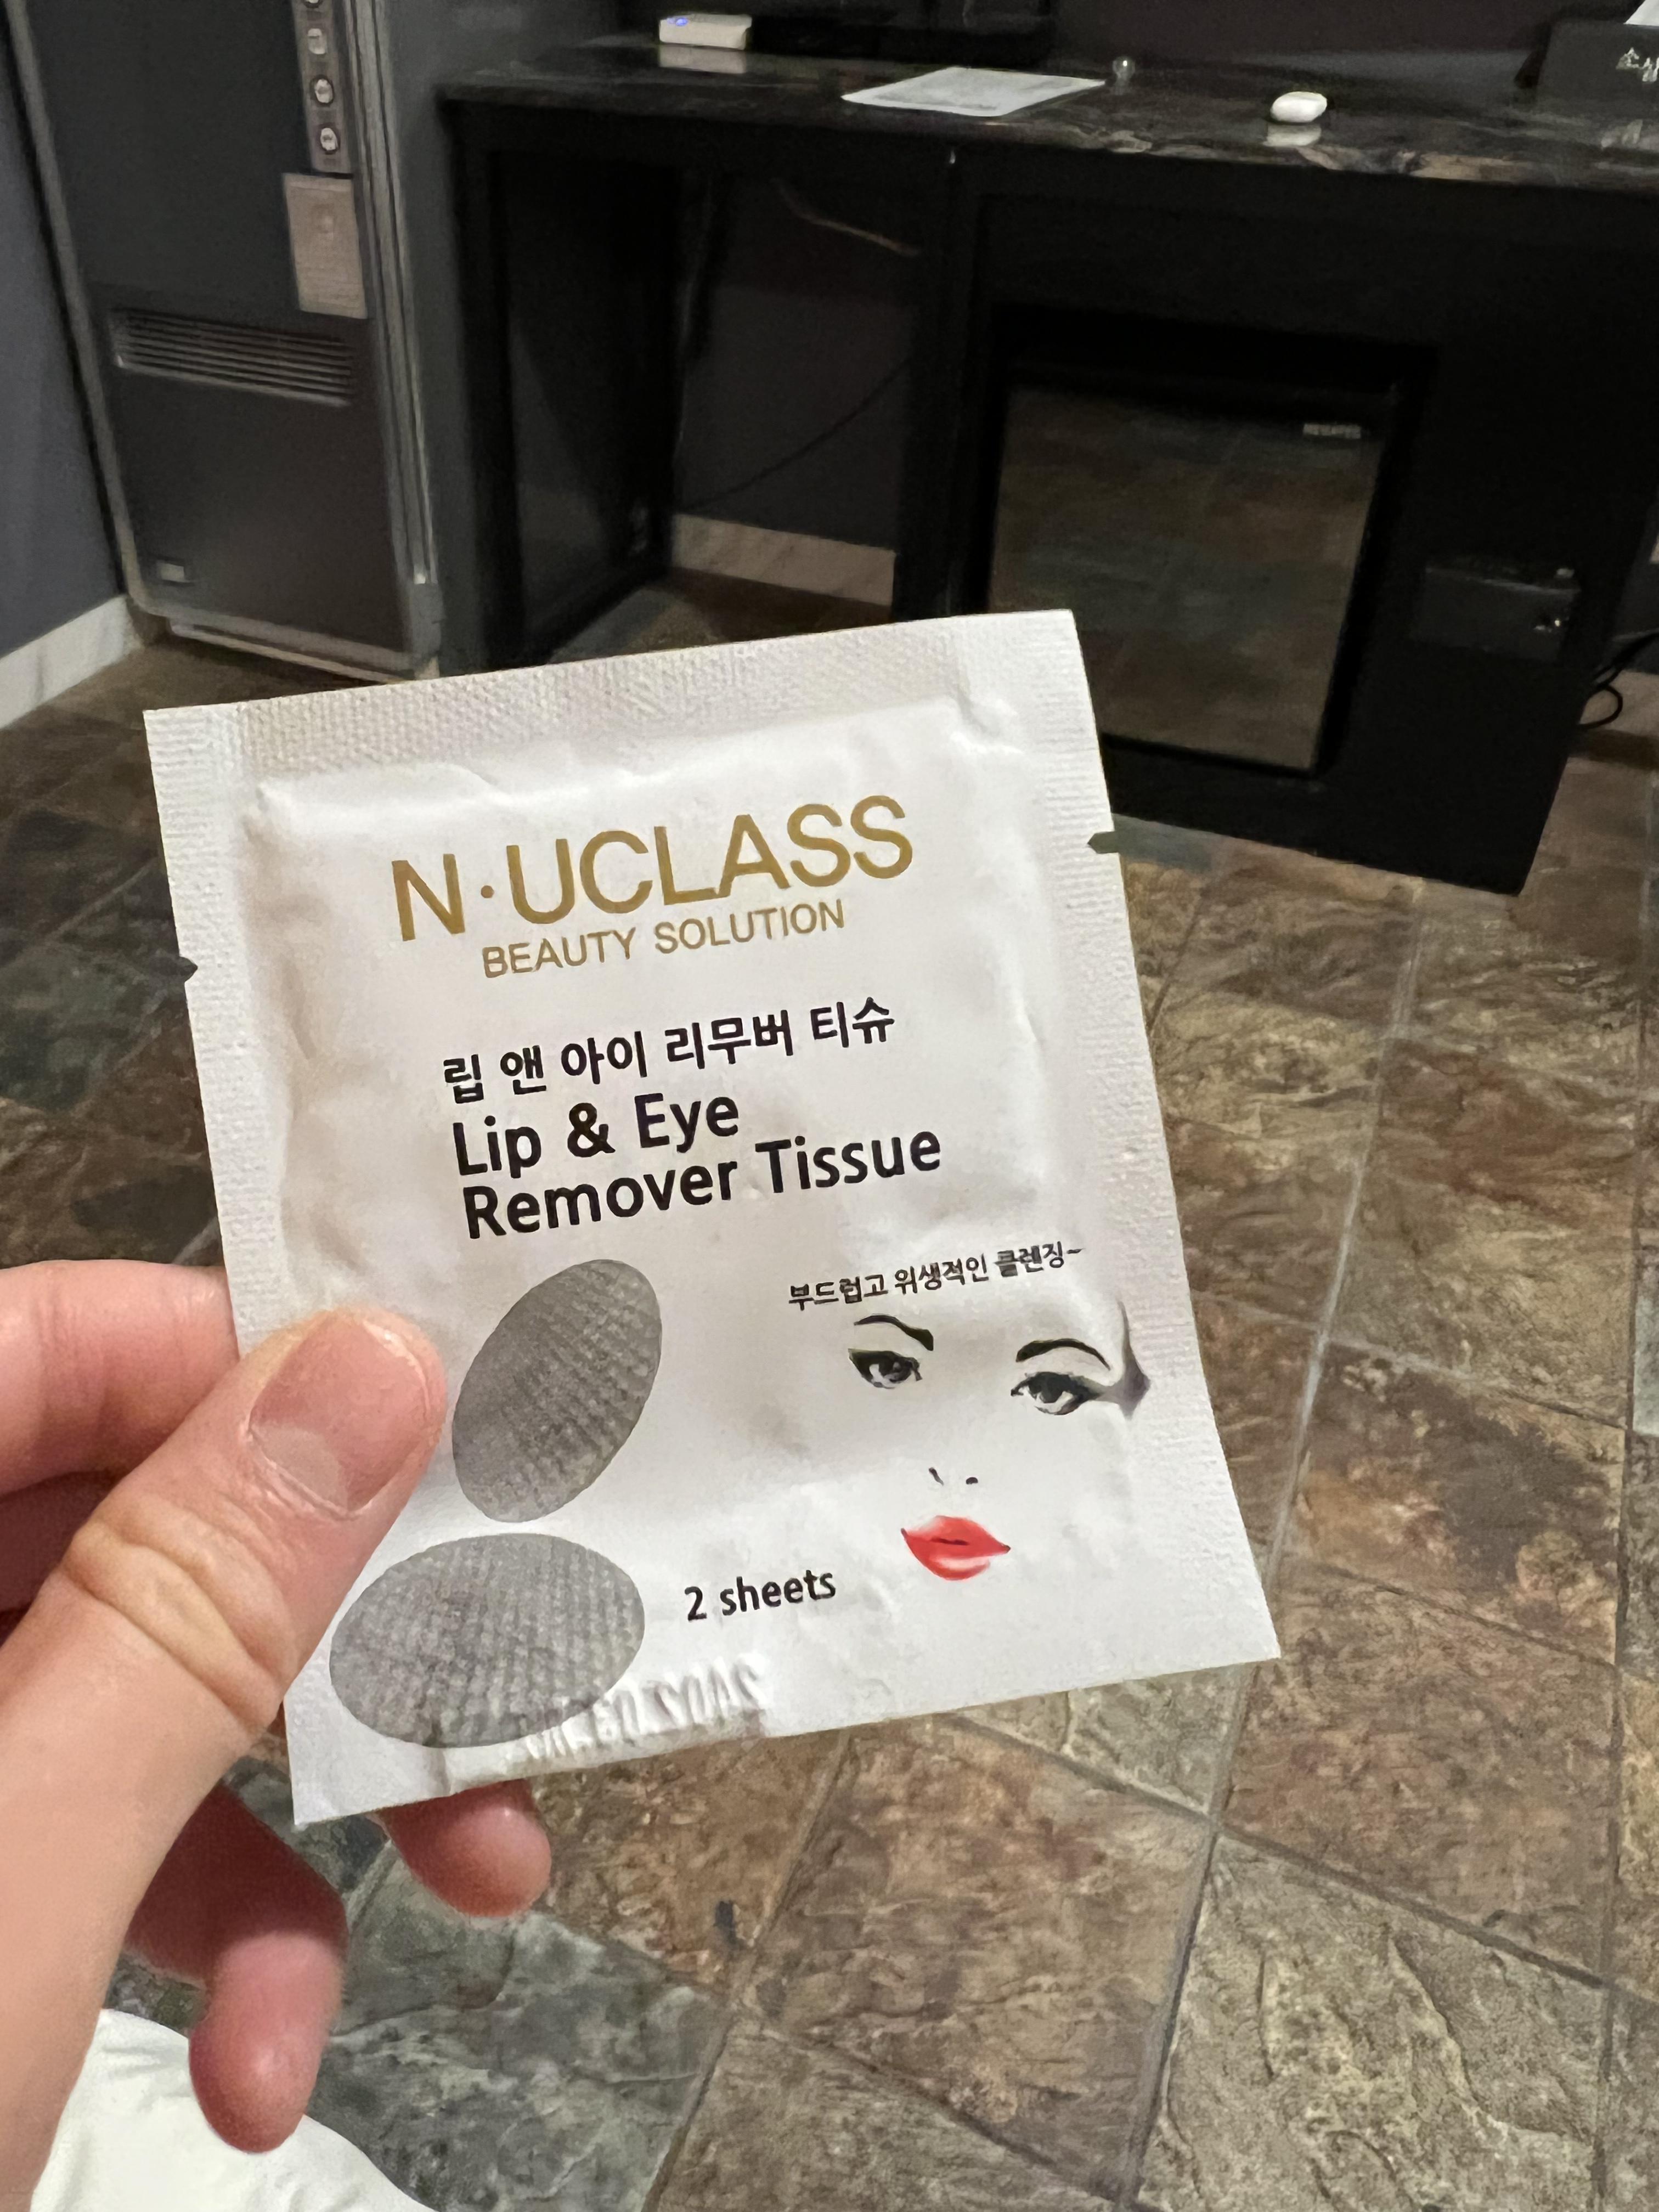 N·UCLASS
BEAUTY SOLUTION
립 앤 아이 리무버 티슈
Lip & Eye
Remover Tissue
부드럽고 위생적인 클렌징~
2 sheets